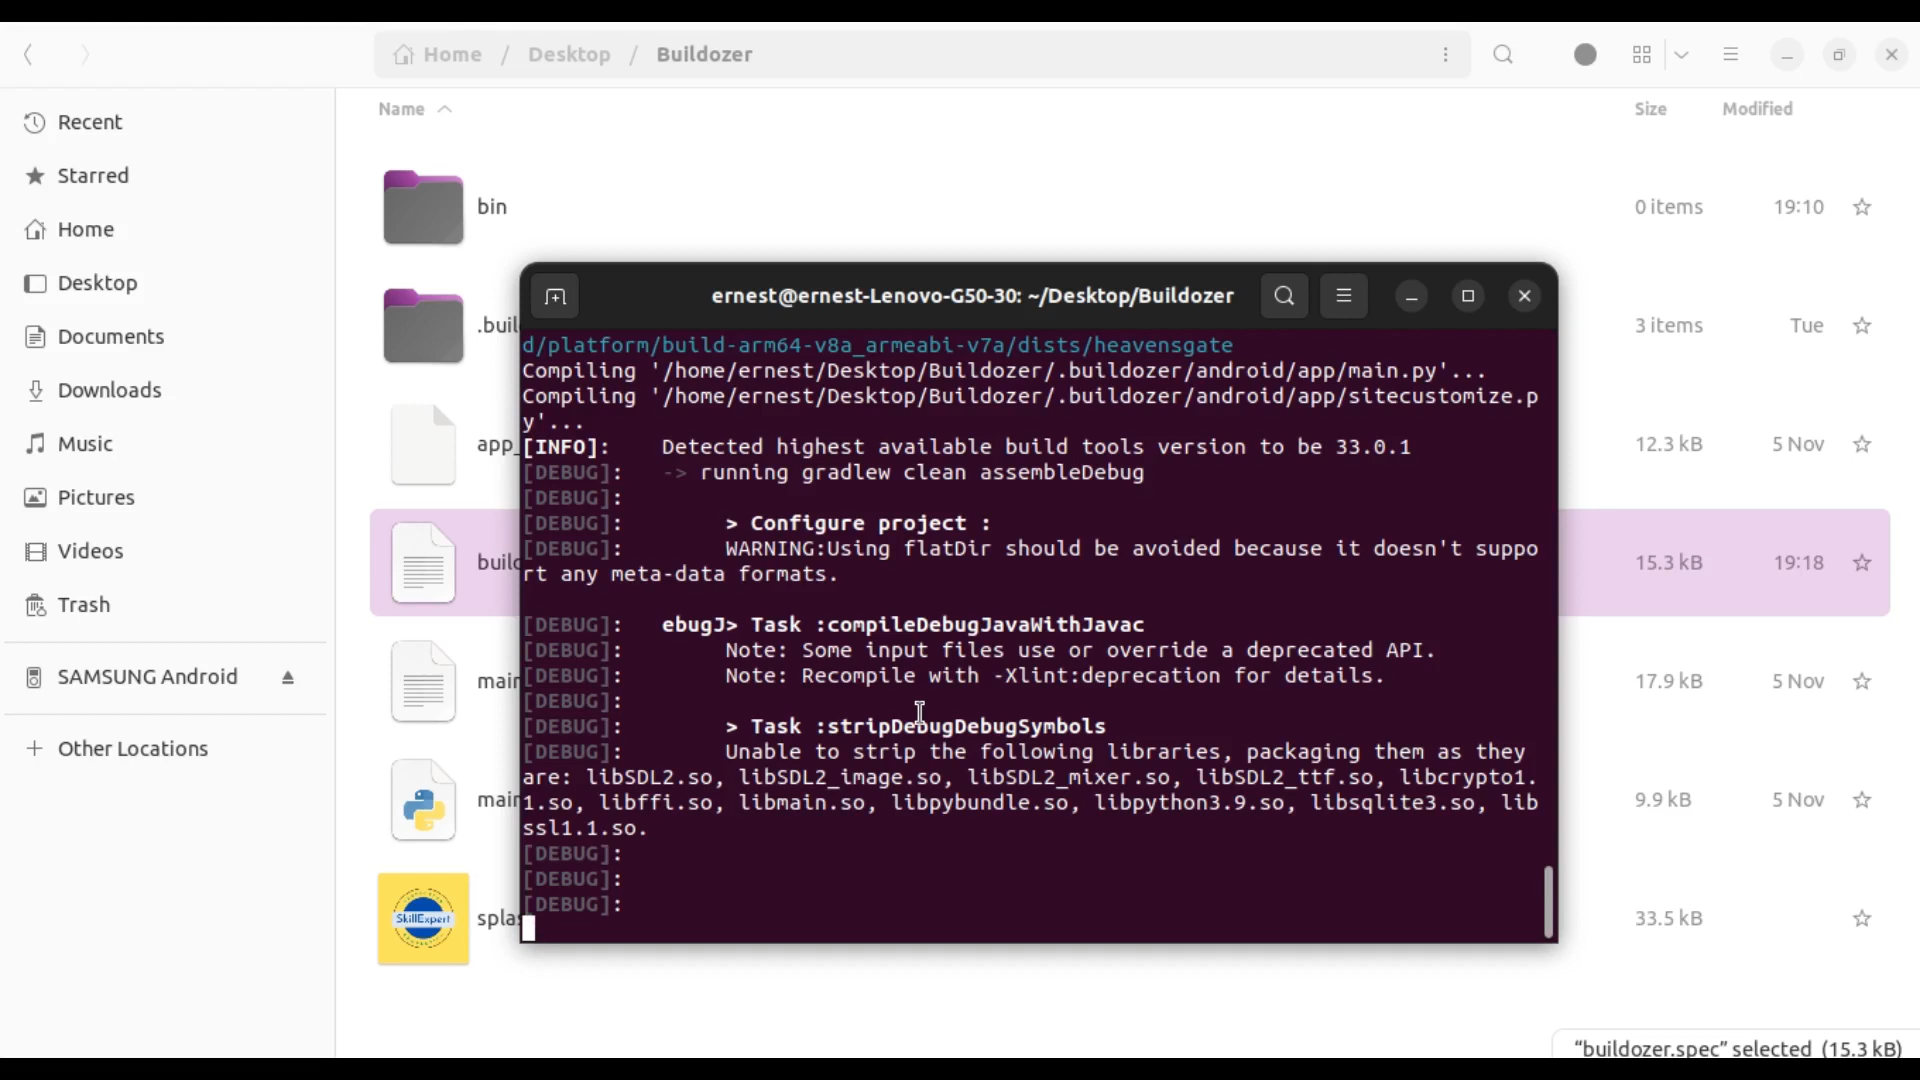 Home / Desktop / Buildozer
Name
Size
Modified
Recent
Starred
Home
Desktop
Documents
Downloads
Music
Pictures
Videos
Trash
SAMSUNG Android
+ Other Locations
bin
0 items
19:10
.buil
3 items
Tue
app_
12.3 kB
5 Nov
build
15.3 kB
19:18
main
17.9 kB
5 Nov
main
9.9 kB
5 Nov
SkillExpert
splas
33.5 kB
ernest@ernest-Lenovo-G50-30: ~/Desktop/Buildozer
d/platform/build-arm64-v8a_armeabi-v7a/dists/heavensgate
Compiling '/home/ernest/Desktop/Buildozer/.buildozer/android/app/main.py'...
Compiling '/home/ernest/Desktop/Buildozer/.buildozer/android/app/sitecustomize.p
y'...
[INFO]: Detected highest available build tools version to be 33.0.1
[DEBUG]: -> running gradlew clean assembleDebug
[DEBUG]:
[DEBUG]: > Configure project :
[DEBUG]: WARNING:Using flatDir should be avoided because it doesn't suppo
rt any meta-data formats.
[DEBUG]: ebugJ> Task :compileDebugJavaWithJavac
[DEBUG]: Note: Some input files use or override a deprecated API.
[DEBUG]: Note: Recompile with -Xlint:deprecation for details.
[DEBUG]:
[DEBUG]: > Task :stripDebugDebugSymbols
[DEBUG]: Unable to strip the following libraries, packaging them as they
are: libSDL2.so, libSDL2_image.so, libSDL2_mixer.so, libSDL2_ttf.so, libcrypto1.
1.so, libffi.so, libmain.so, libpybundle.so, libpython3.9.so, libsqlite3.so, lib
ssl1.1.so.
[DEBUG]:
[DEBUG]:
[DEBUG]:
"buildozer.spec" selected (15.3 kB)